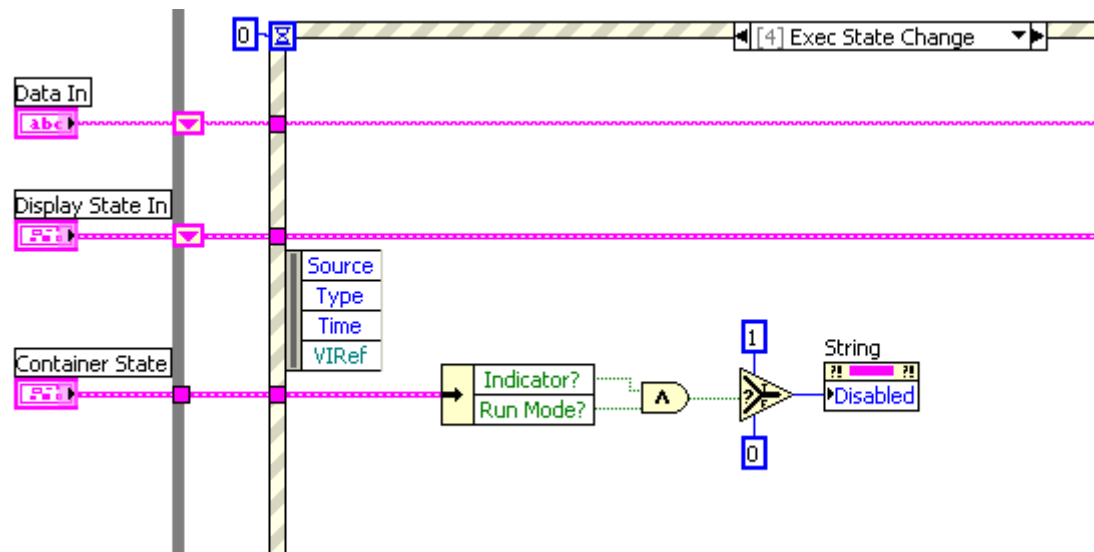 0
[4] Exec State Change
Data In
abc
Display State In
Source
Type
Time
VIRef
Container State
Indicator?
Run Mode?
∧
1
?
T
F
0
String
?! ?!
Disabled